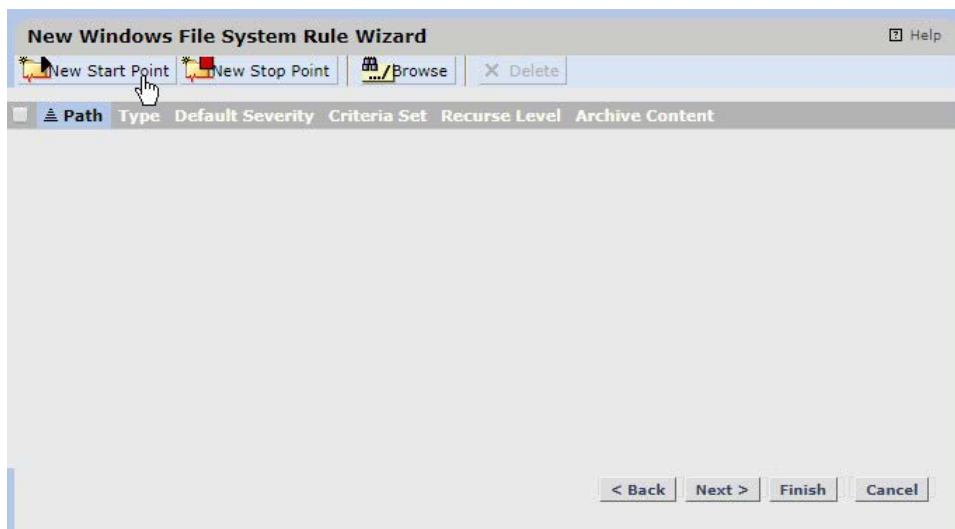 New Windows File System Rule Wizard
? Help
New Start Point New Stop Point .../Browse X Delete
Path Type Default Severity Criteria Set Recurse Level Archive Content
< Back Next > Finish Cancel